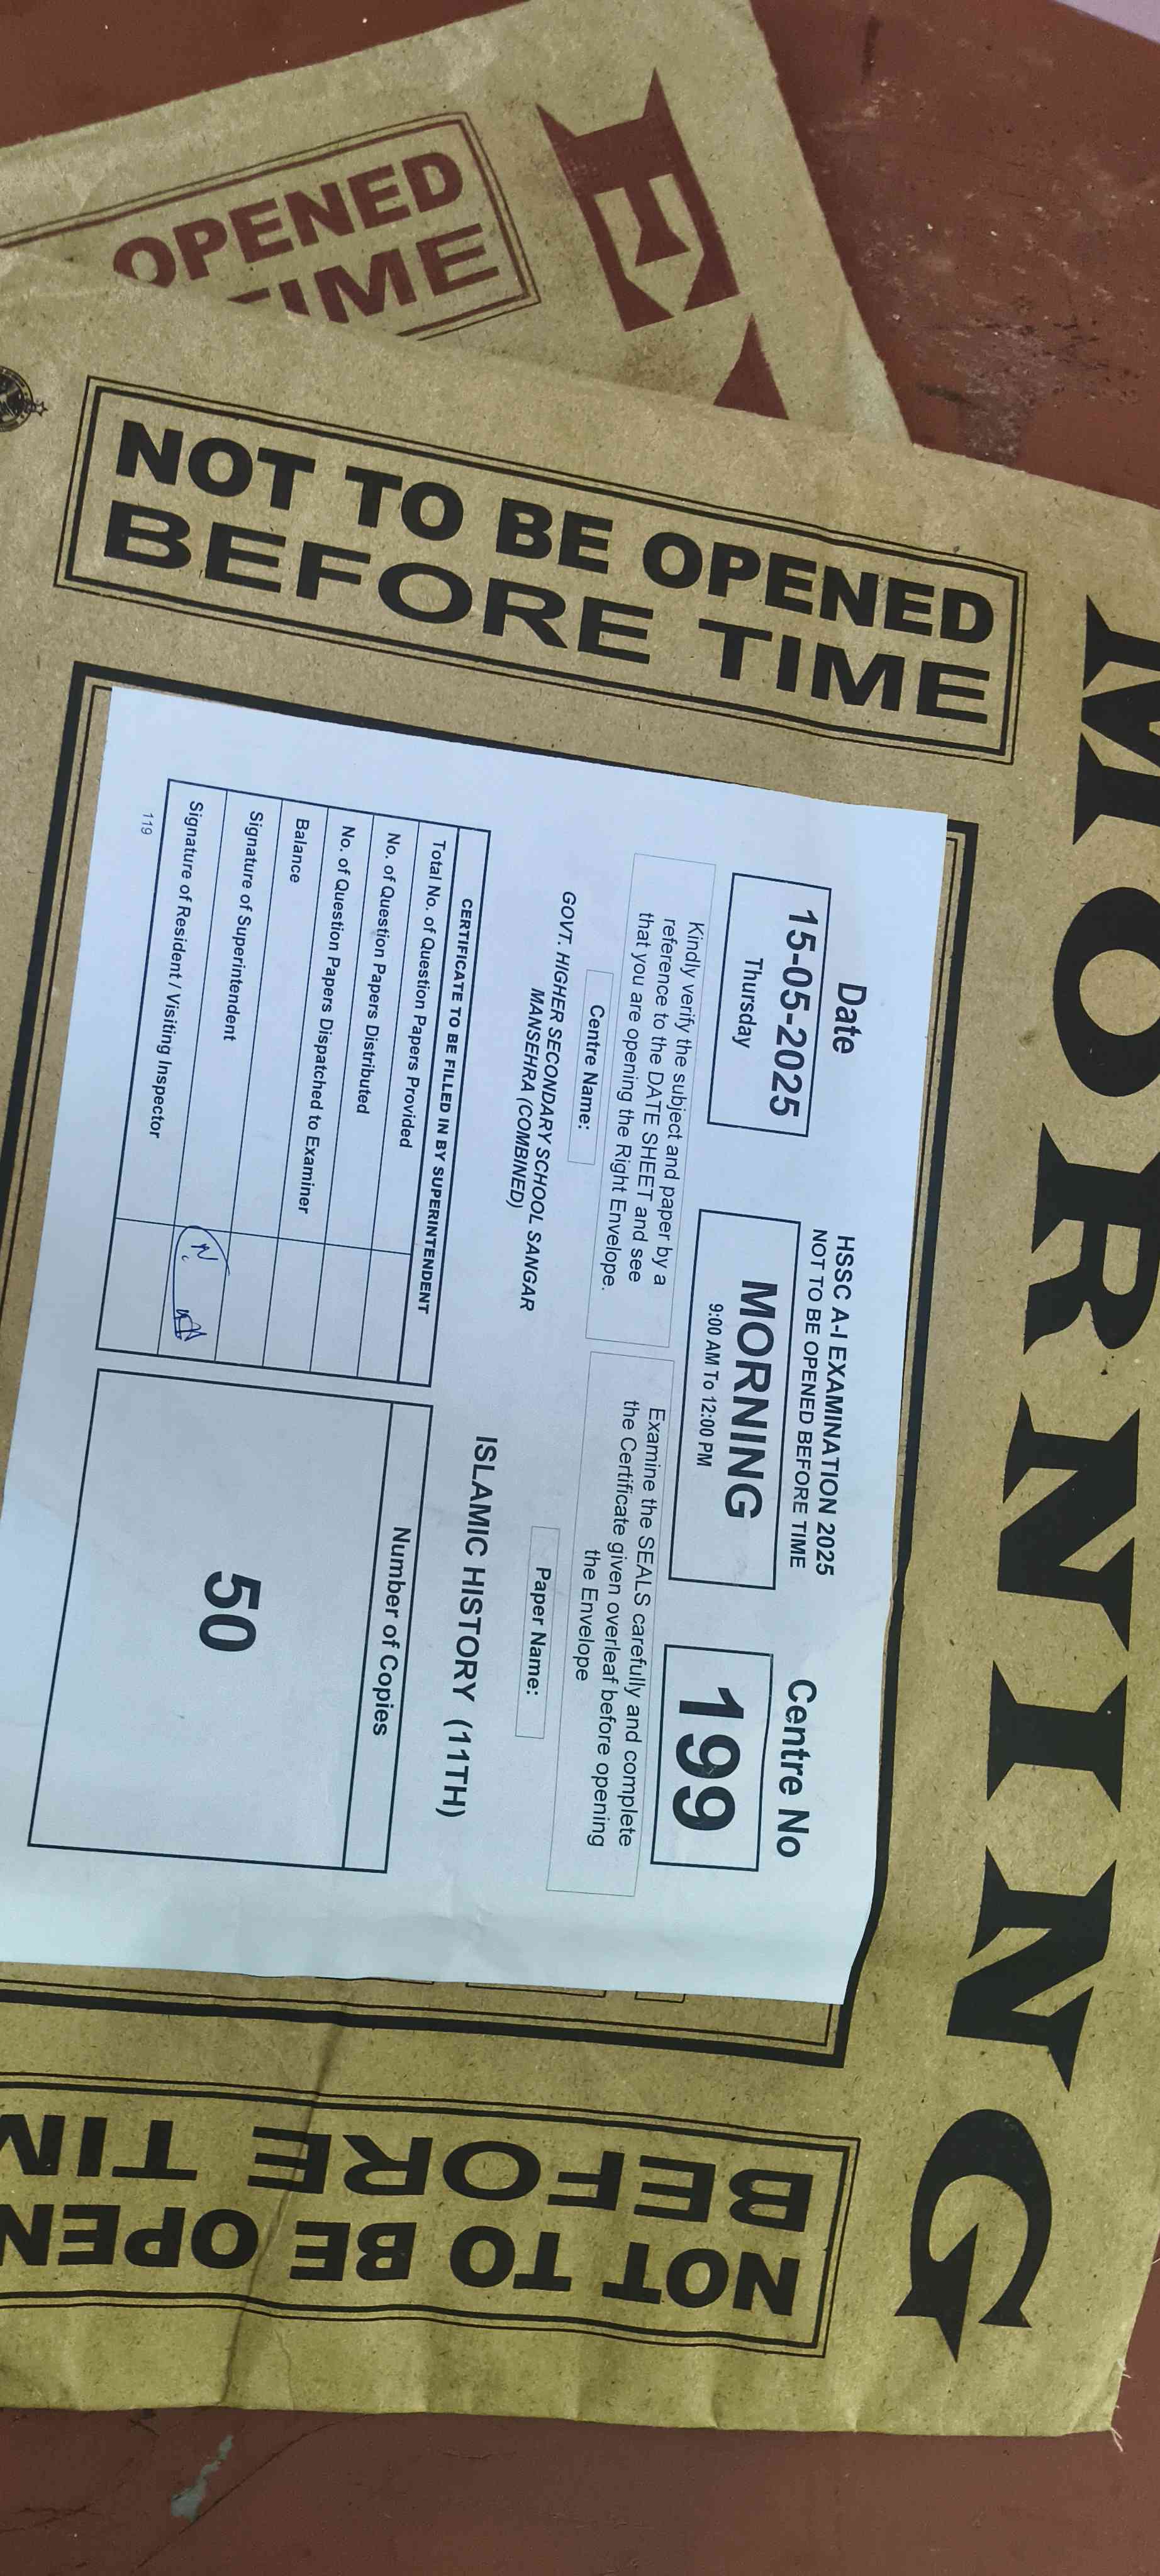 OPENED
TIME
MORNING
NOT TO BE OPENED
BEFORE TIME
Date
15-05-2025
Thursday
HSSC A-I EXAMINATION 2025
NOT TO BE OPENED BEFORE TIME
MORNING
9:00 AM To 12:00 PM
Centre No
199
Kindly verify the subject and paper by a
reference to the DATE SHEET and see
that you are opening the Right Envelope.
Examine the SEALS carefully and complete
the Certificate given overleaf before opening
the Envelope
Centre Name:
GOVT. HIGHER SECONDARY SCHOOL SANGAR
MANSEHRA (COMBINED)
Paper Name:
ISLAMIC HISTORY (11TH)
CERTIFICATE TO BE FILLED IN BY SUPERINTENDENT
Total No. of Question Papers Provided
No. of Question Papers Distributed
No. of Question Papers Dispatched to Examiner
Balance
Signature of Superintendent
Signature of Resident / Visiting Inspector
119
Number of Copies
50
NOT TO BE OPEN
BEFORE TIM